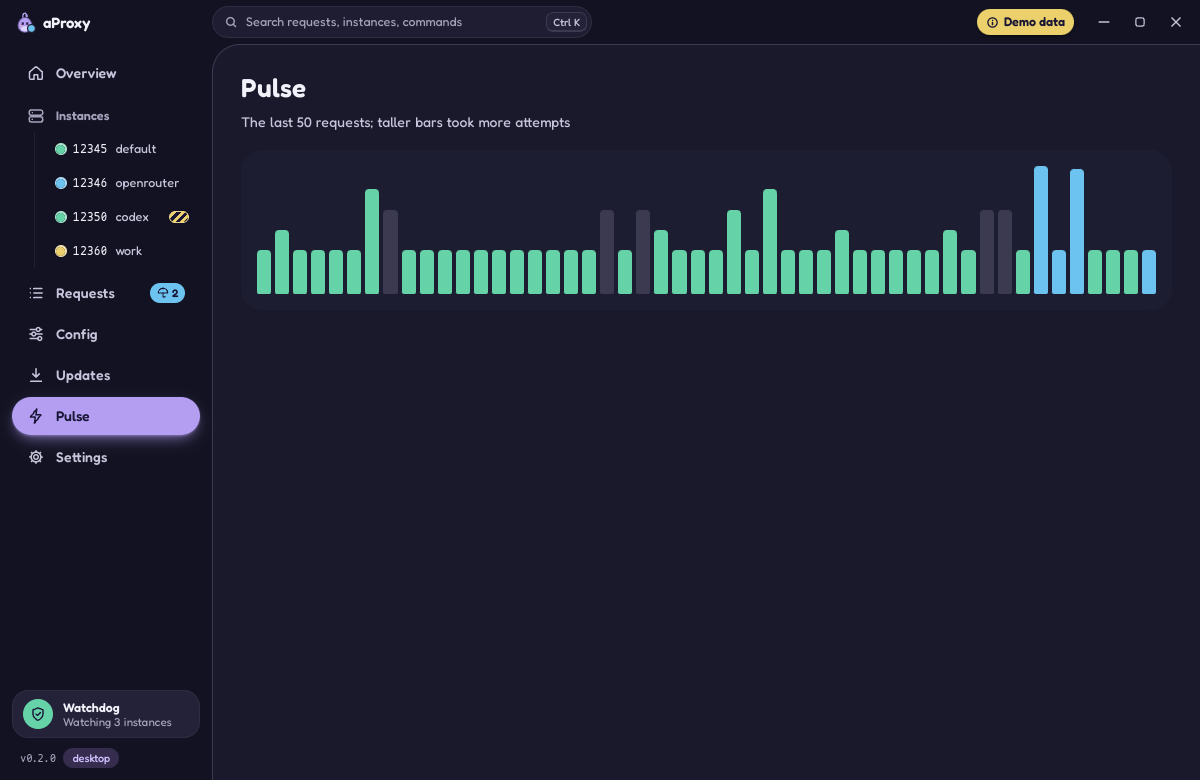 aProxy
Search requests, instances, commands
Ctrl K
Demo data
Overview
Instances
12345 default
12346 openrouter
12350 codex
12360 work
Requests
2
Config
Updates
Pulse
Settings
Pulse
The last 50 requests; taller bars took more attempts
Watchdog
Watching 3 instances
v0.2.0
desktop